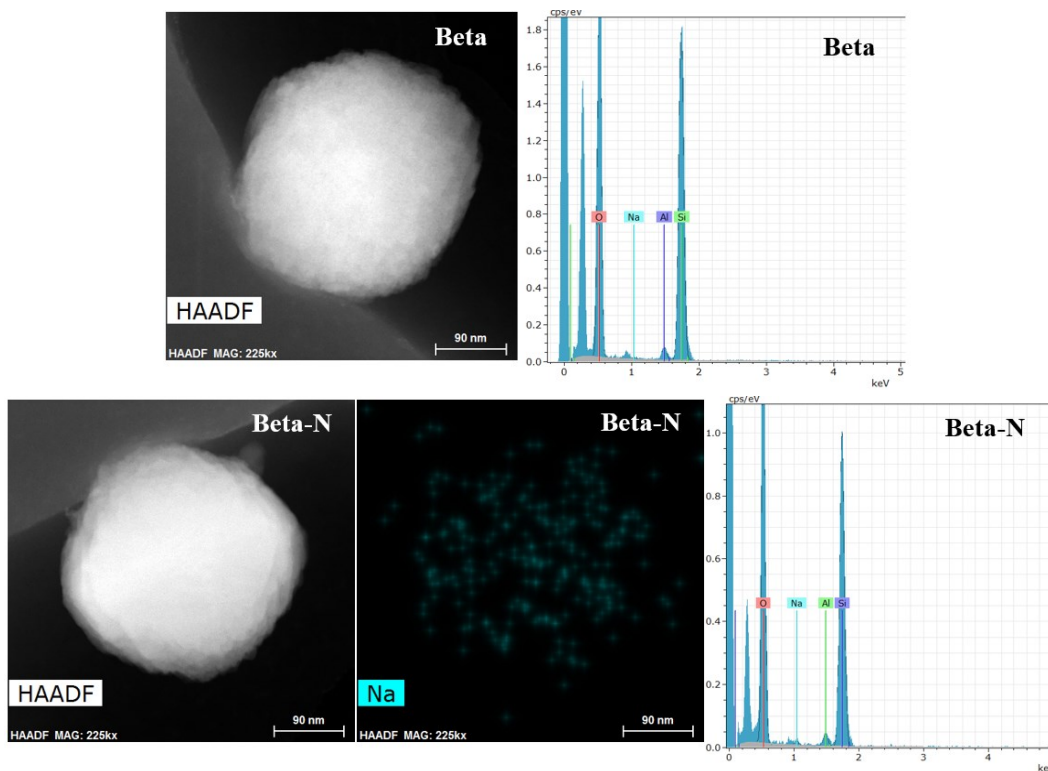 Beta
HAADF
HAADF MAG: 225kx
90 nm
cps/eV
Beta
1.8
1.6
1.4
1.2
1.0
0.8
0.6
0.4
0.2
0.0
O
Na
Al
Si
0
1
2
3
4
5
keV
Beta-N
HAADF
HAADF MAG: 225kx
90 nm
Beta-N
Na
HAADF MAG: 225kx
90 nm
cps/eV
Beta-N
1.0
0.8
0.6
0.4
0.2
0.0
O
Na
Al
Si
0
1
2
3
4
keV